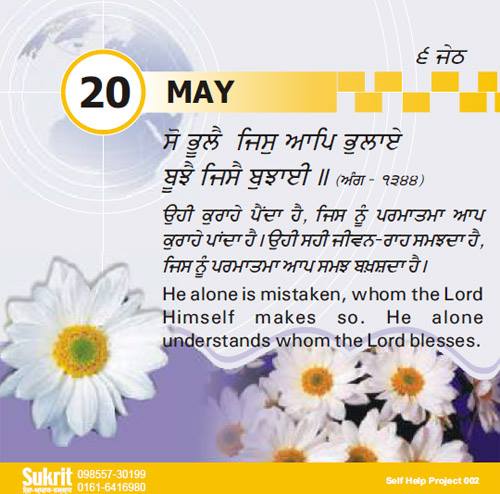 ੬ ਜੇਠ
20 MAY
ਸੋ ਭੂਲੈ ਜਿਸੁ ਆਪਿ ਭੁਲਾਏ
ਬੂਝੈ ਜਿਸੈ ਬੁਝਾਈ ॥ (ਅੰਗ - ੧੩੪੪)
ਉਹੀ ਕੁਰਾਹੇ ਪੈਂਦਾ ਹੈ, ਜਿਸ ਨੂੰ ਪਰਮਾਤਮਾ ਆਪ
ਕੁਰਾਹੇ ਪਾਂਦਾ ਹੈ। ਉਹੀ ਸਹੀ ਜੀਵਨ-ਰਾਹ ਸਮਝਦਾ ਹੈ,
ਜਿਸ ਨੂੰ ਪਰਮਾਤਮਾ ਆਪ ਸਮਝ ਬਖ਼ਸ਼ਦਾ ਹੈ।
He alone is mistaken, whom the Lord
Himself makes so. He alone
understands whom the Lord blesses.
Sukrit 098557-30199
0161-6416980
Self Help Project 002